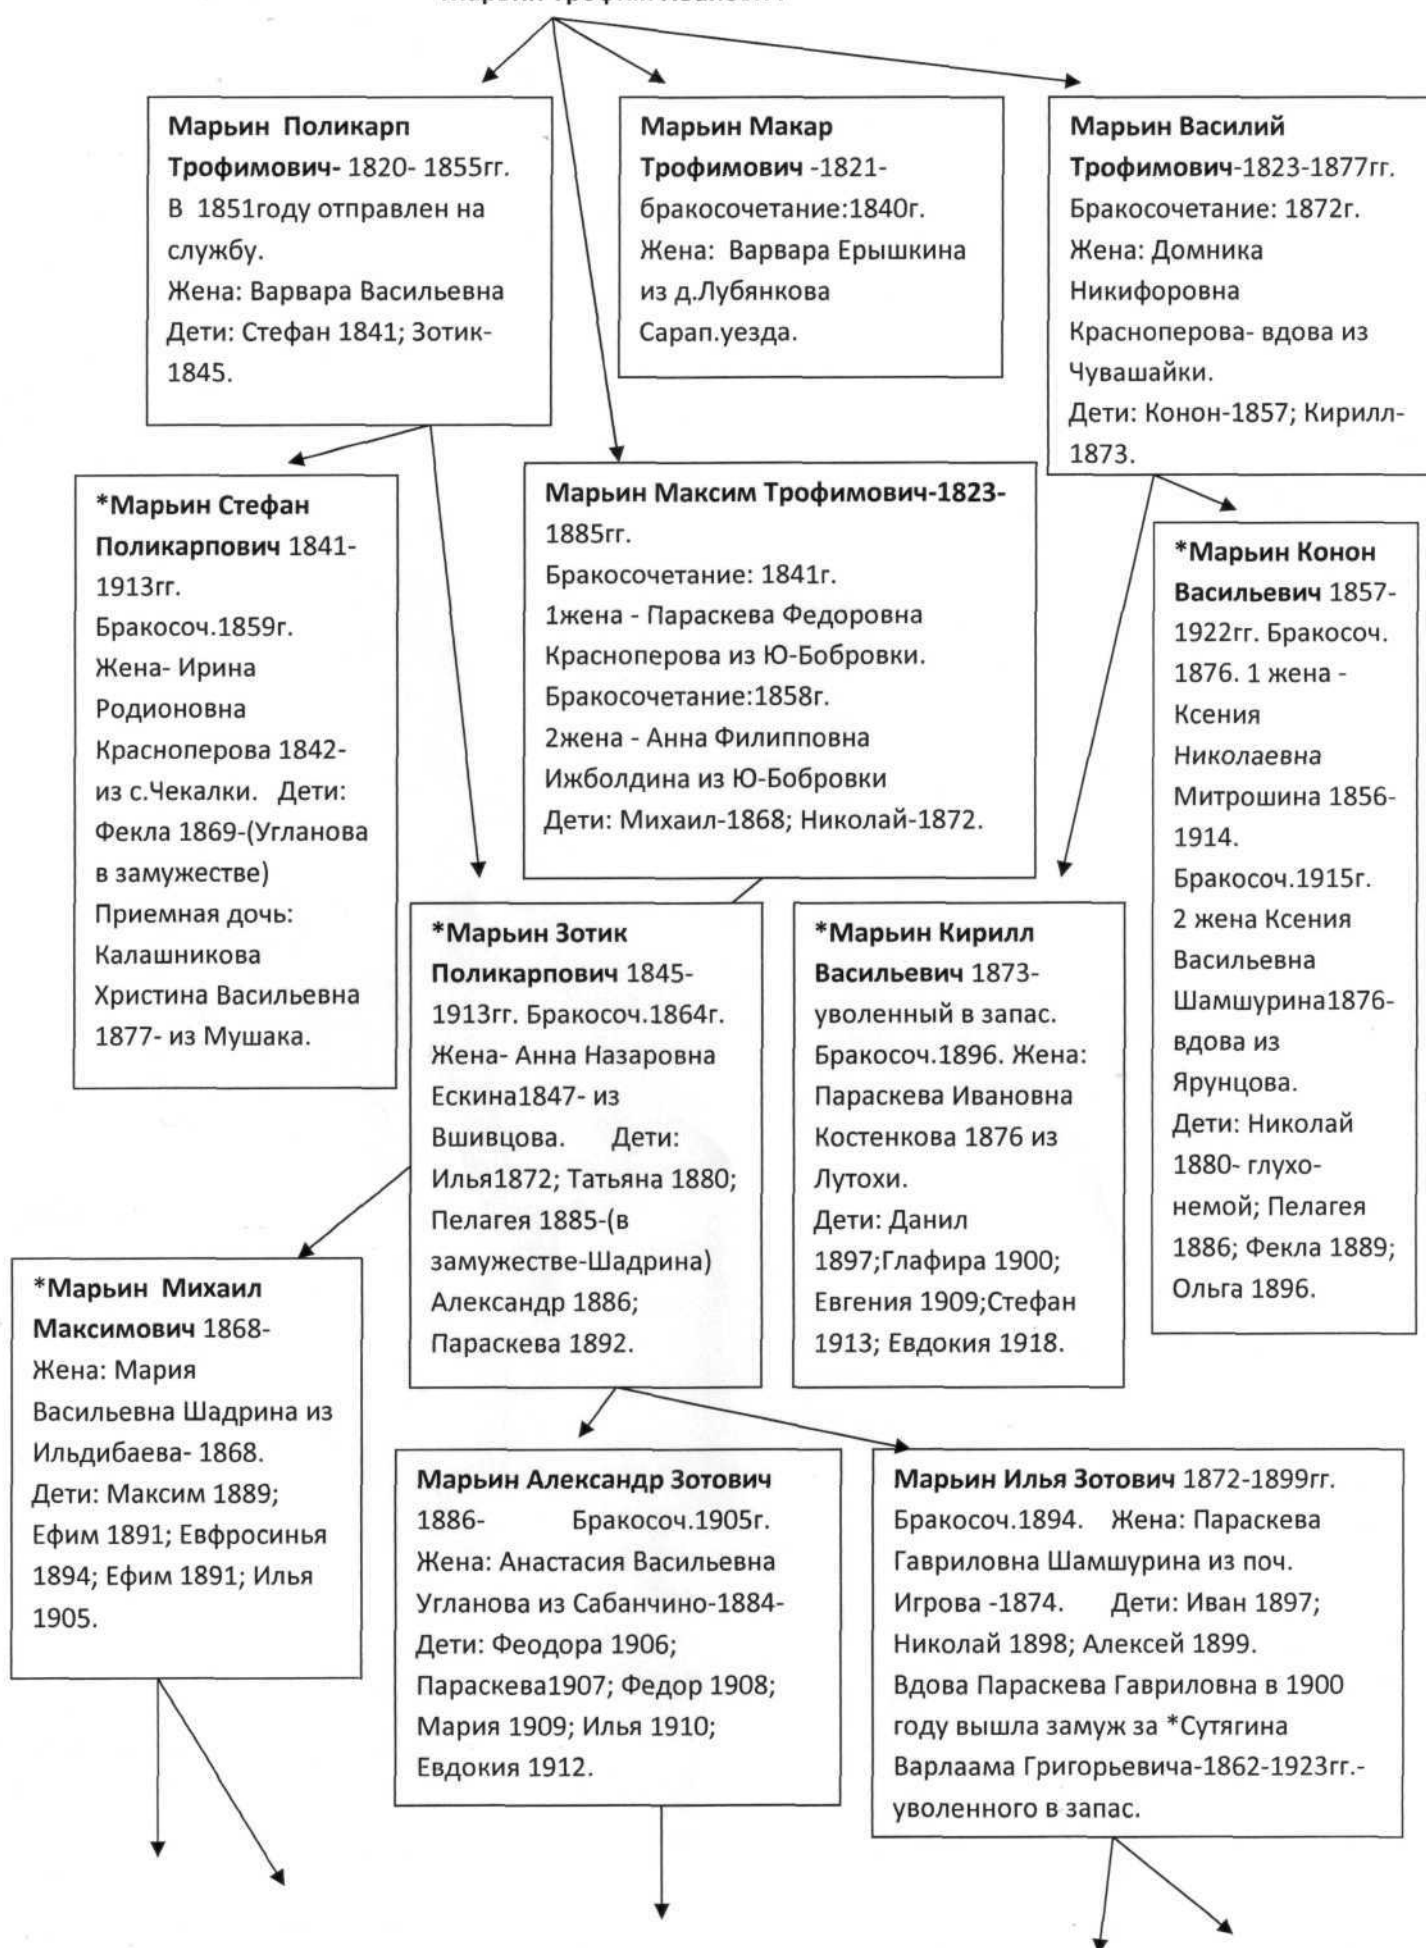 Марьин Поликарп
Трофимович- 1820- 1855гг.
В 1851году отправлен на
службу.
Жена: Варвара Васильевна
Дети: Стефан 1841; Зотик-
1845.
Марьин Макар
Трофимович -1821-
бракосочетание:1840г.
Жена: Варвара Ерышкина
из д.Лубянкова
Сарап.уезда.
Марьин Василий
Трофимович-1823-1877гг.
Бракосочетание: 1872г.
Жена: Домника
Никифоровна
Красноперова- вдова из
Чувашайки.
Дети: Конон-1857; Кирилл-
1873.
*Марьин Стефан
Поликарпович 1841-
1913гг.
Бракосоч.1859г.
Жена- Ирина
Родионовна
Красноперова 1842-
из с.Чекалки. Дети:
Фекла 1869-(Угланова
в замужестве)
Приемная дочь:
Калашникова
Христина Васильевна
1877- из Мушака.
Марьин Максим Трофимович-1823-
1885гг.
Бракосочетание: 1841г.
1жена - Параскева Федоровна
Красноперова из Ю-Бобровки.
Бракосочетание:1858г.
2жена - Анна Филипповна
Ижболдина из Ю-Бобровки
Дети: Михаил-1868; Николай-1872.
*Марьин Конон
Васильевич 1857-
1922гг. Бракосоч.
1876. 1 жена -
Ксения
Николаевна
Митрошина 1856-
1914.
Бракосоч.1915г.
2 жена Ксения
Васильевна
Шамшурина1876-
вдова из
Ярунцова.
Дети: Николай
1880- глухо-
немой; Пелагея
1886; Фекла 1889;
Ольга 1896.
*Марьин Зотик
Поликарпович 1845-
1913гг. Бракосоч.1864г.
Жена- Анна Назаровна
Ескина1847- из
Вшивцова. Дети:
Илья1872; Татьяна 1880;
Пелагея 1885-(в
замужестве-Шадрина)
Александр 1886;
Параскева 1892.
*Марьин Кирилл
Васильевич 1873-
уволенный в запас.
Бракосоч.1896. Жена:
Параскева Ивановна
Костенкова 1876 из
Лутохи.
Дети: Данил
1897;Глафира 1900;
Евгения 1909;Стефан
1913; Евдокия 1918.
*Марьин Михаил
Максимович 1868-
Жена: Мария
Васильевна Шадрина из
Ильдибаева- 1868.
Дети: Максим 1889;
Ефим 1891; Евфросинья
1894; Ефим 1891; Илья
1905.
Марьин Александр Зотович
1886- Бракосоч.1905г.
Жена: Анастасия Васильевна
Угланова из Сабанчино-1884-
Дети: Феодора 1906;
Параскева1907; Федор 1908;
Мария 1909; Илья 1910;
Евдокия 1912.
Марьин Илья Зотович 1872-1899гг.
Бракосоч.1894. Жена: Параскева
Гавриловна Шамшурина из поч.
Игрова -1874. Дети: Иван 1897;
Николай 1898; Алексей 1899.
Вдова Параскева Гавриловна в 1900
году вышла замуж за *Сутягина
Варлаама Григорьевича-1862-1923гг.-
уволенного в запас.